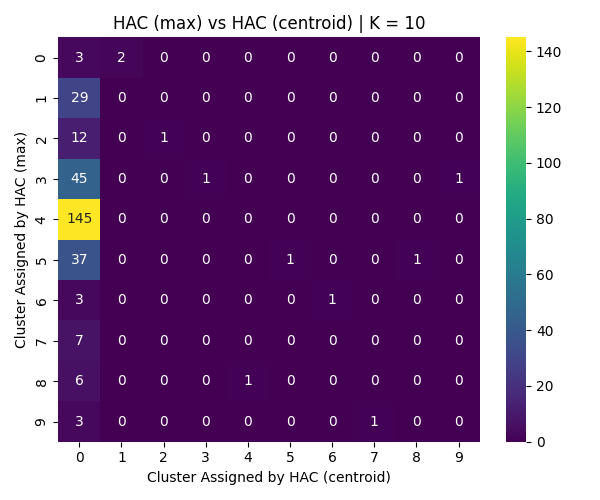 HAC (max) vs HAC (centroid) | K = 10
0 3 2 0 0 0 0 0 0 0 0
1 29 0 0 0 0 0 0 0 0 0
2 12 0 1 0 0 0 0 0 0 0
3 45 0 0 1 0 0 0 0 0 1
4 145 0 0 0 0 0 0 0 0 0
5 37 0 0 0 0 1 0 0 1 0
6 3 0 0 0 0 0 1 0 0 0
7 7 0 0 0 0 0 0 0 0 0
8 6 0 0 0 1 0 0 0 0 0
9 3 0 0 0 0 0 0 1 0 0
0 1 2 3 4 5 6 7 8 9
Cluster Assigned by HAC (centroid)
Cluster Assigned by HAC (max)
140
120
100
80
60
40
20
0